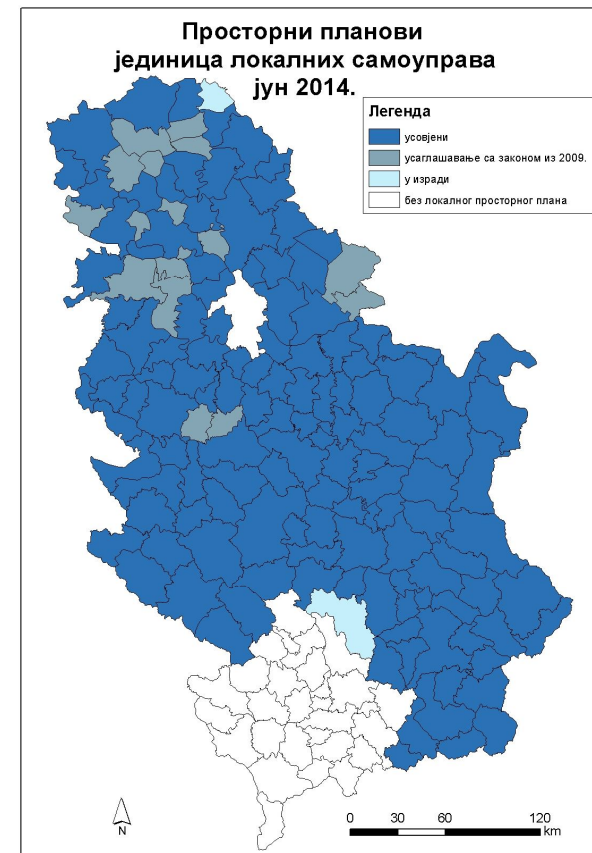 Просторни планови
јединица локалних самоуправа
јун 2014.
Легенда
усовјени
усаглашавање са законом из 2009.
у изради
без локалног просторног плана
N
0 30 60 120
km